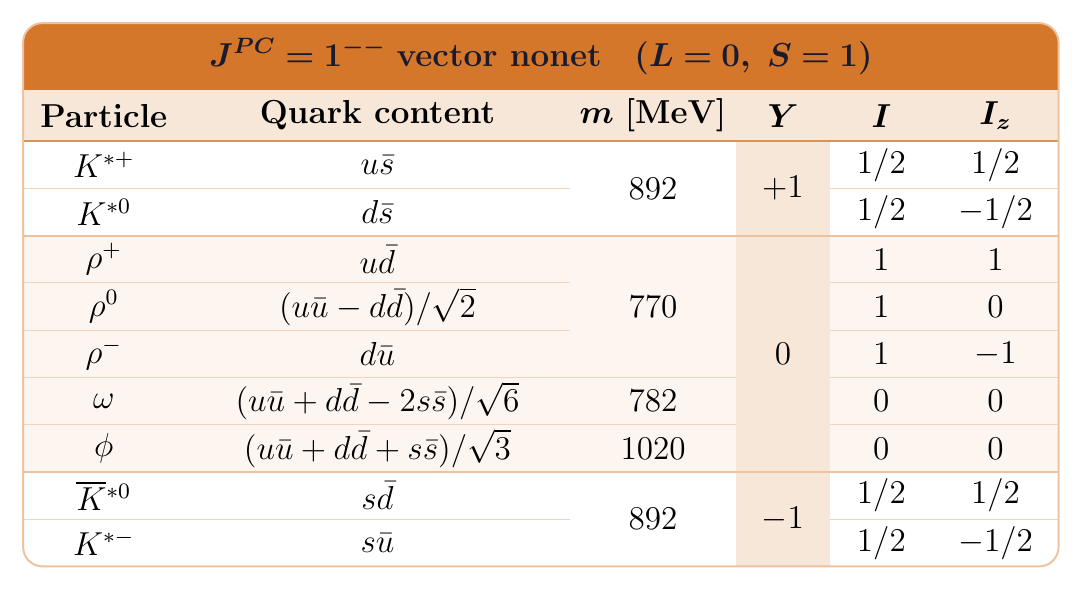 J^{PC} = 1^{--} vector nonet (L = 0, S = 1)
Particle Quark content m [MeV] Y I I_z
K^{*+} us̄ 892 +1 1/2 1/2
K^{*0} ds̄ 1/2 −1/2
ρ^+ ud̄ 770 0 1 1
ρ^0 (uū − dd̄)/√2 1 0
ρ^− dū 1 −1
ω (uū + dd̄ − 2ss̄)/√6 782 0 0
ϕ (uū + dd̄ + ss̄)/√3 1020 0 0
K̅^{*0} sd̄ 892 −1 1/2 1/2
K^{*−} sū 1/2 −1/2